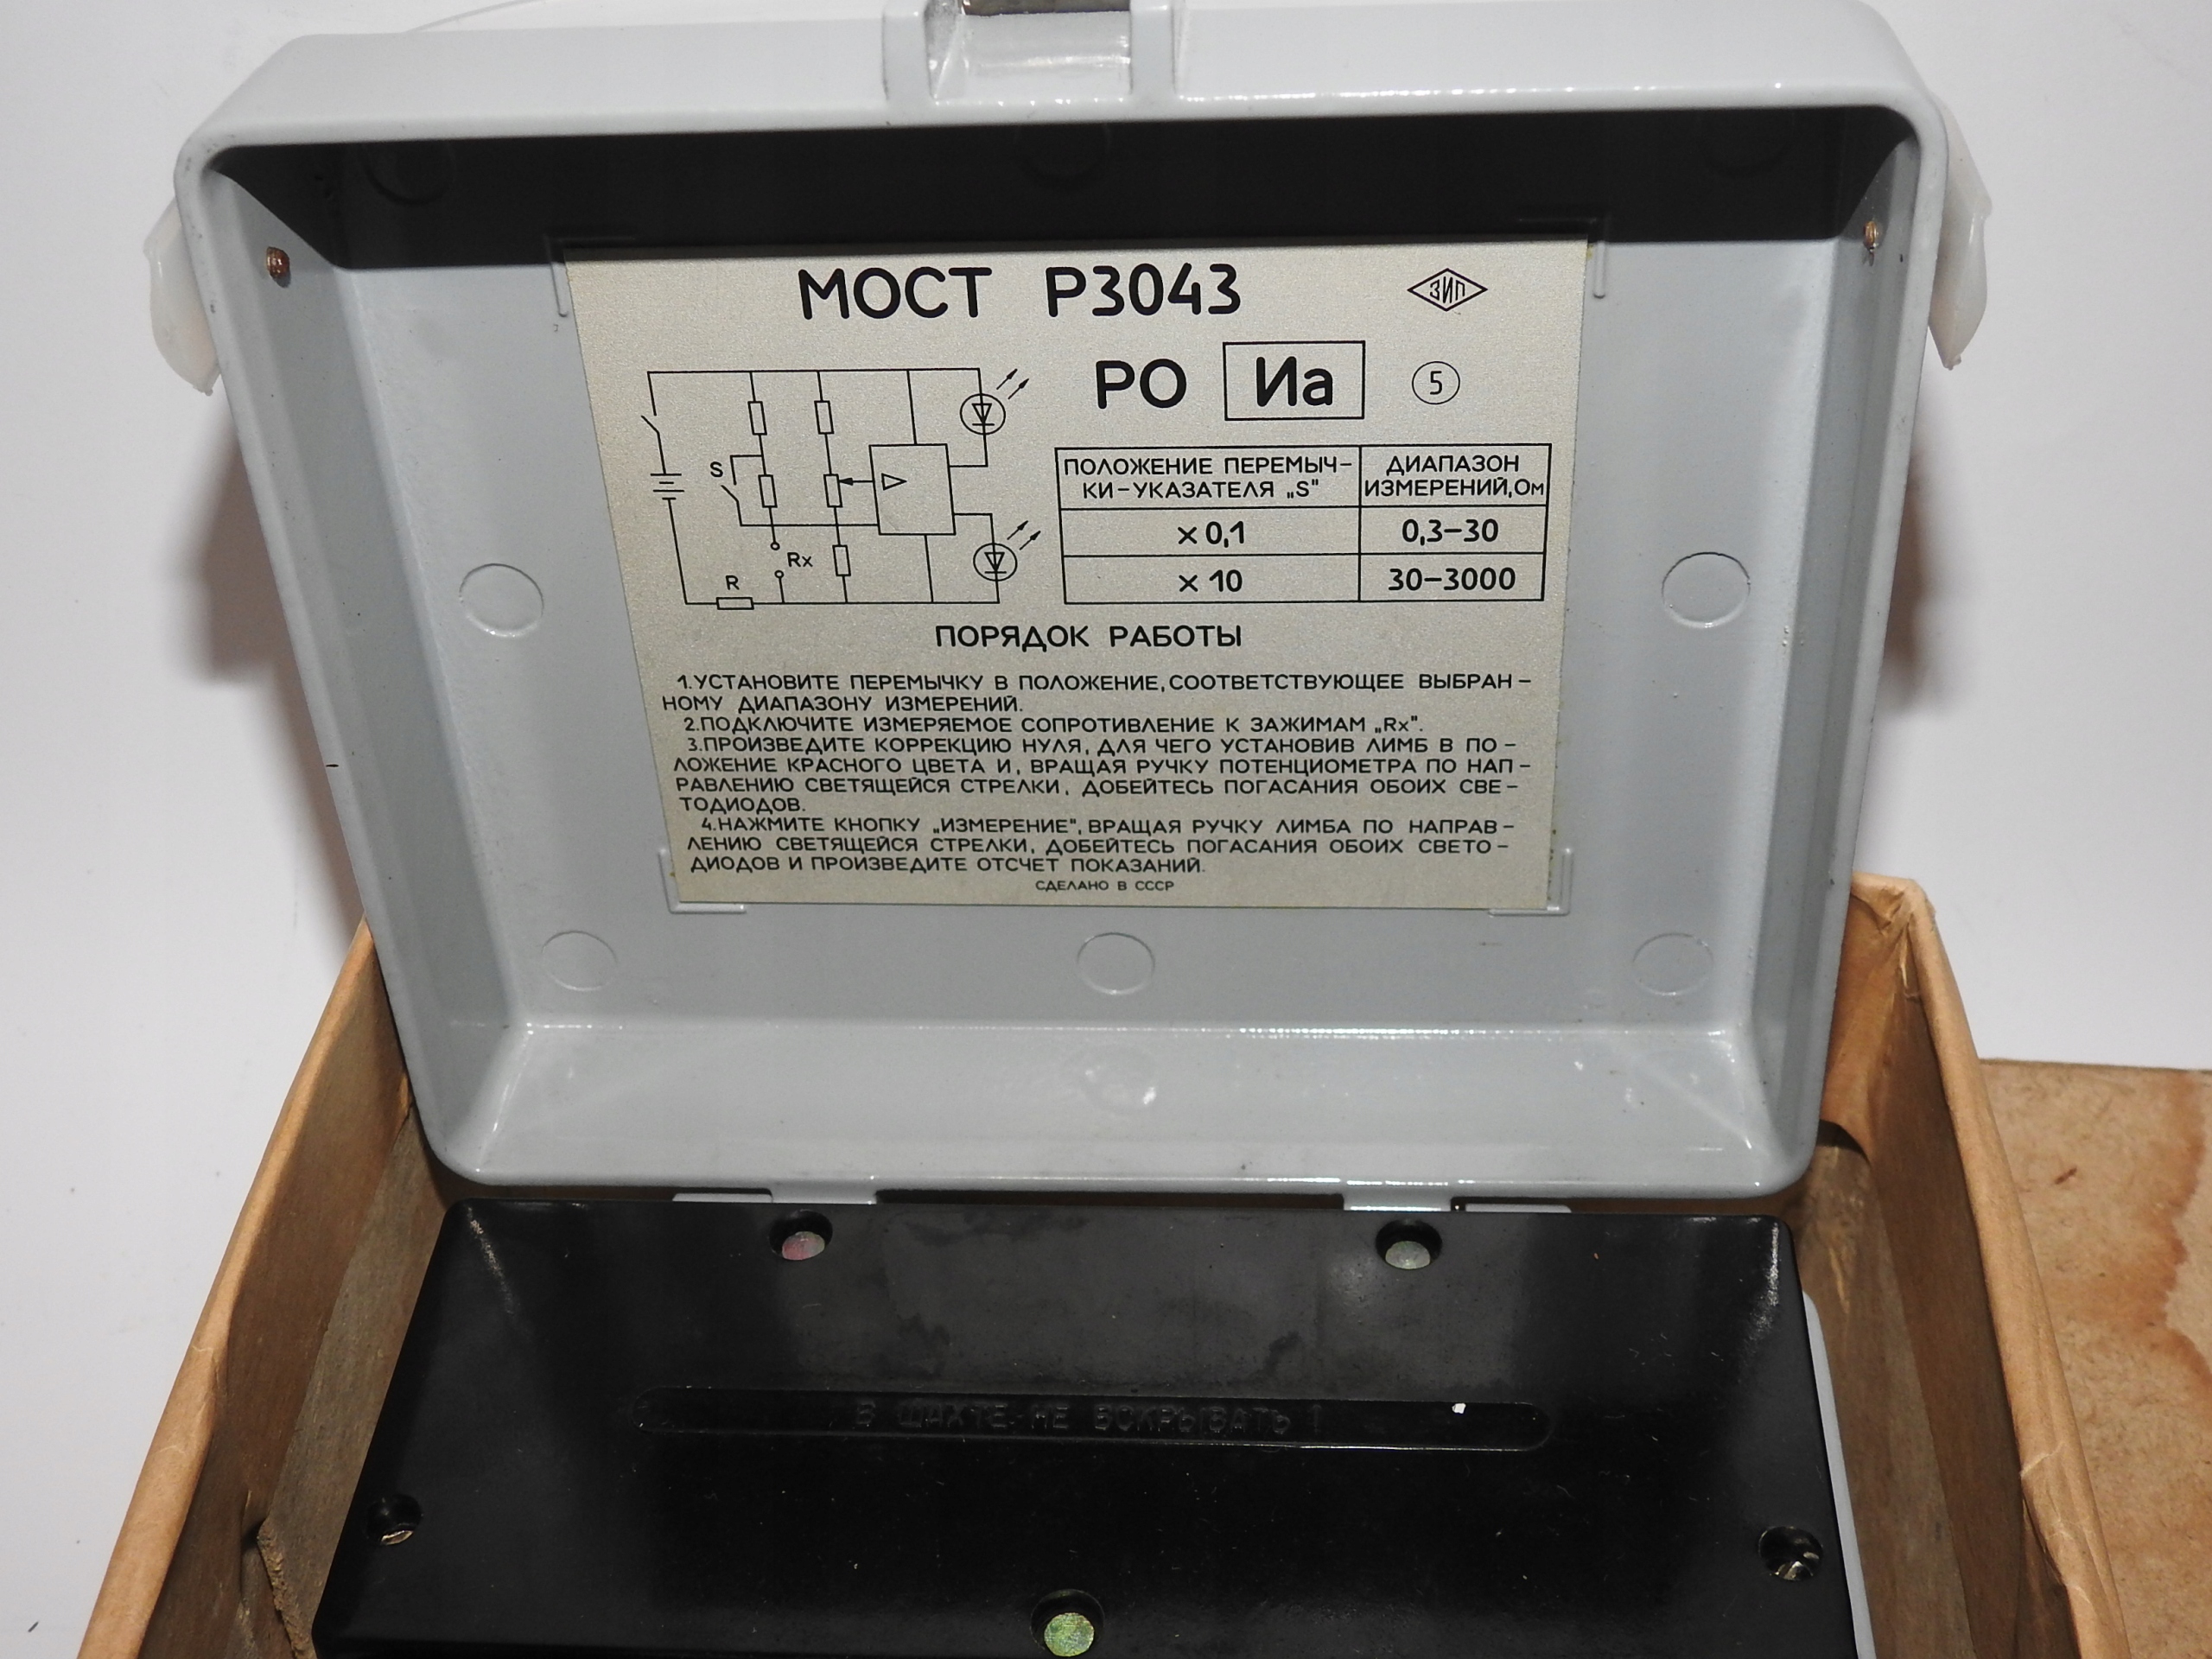 МОСТ Р3043
ЗИП
РО Иа 5
S
Rx
R
ПОЛОЖЕНИЕ ПЕРЕМЫЧ-
КИ-УКАЗАТЕЛЯ „S"
ДИАПАЗОН
ИЗМЕРЕНИЙ,Ом
×0,1 0,3–30
×10 30–3000
ПОРЯДОК РАБОТЫ
1.УСТАНОВИТЕ ПЕРЕМЫЧКУ В ПОЛОЖЕНИЕ, СООТВЕТСТВУЮЩЕЕ ВЫБРАН-
НОМУ ДИАПАЗОНУ ИЗМЕРЕНИЙ.
2.ПОДКЛЮЧИТЕ ИЗМЕРЯЕМОЕ СОПРОТИВЛЕНИЕ К ЗАЖИМАМ „Rx".
3.ПРОИЗВЕДИТЕ КОРРЕКЦИЮ НУЛЯ, ДЛЯ ЧЕГО УСТАНОВИВ ЛИМБ В ПО-
ЛОЖЕНИЕ КРАСНОГО ЦВЕТА И, ВРАЩАЯ РУЧКУ ПОТЕНЦИОМЕТРА ПО НАП-
РАВЛЕНИЮ СВЕТЯЩЕЙСЯ СТРЕЛКИ, ДОБЕЙТЕСЬ ПОГАСАНИЯ ОБОИХ СВЕ-
ТОДИОДОВ.
4.НАЖМИТЕ КНОПКУ „ИЗМЕРЕНИЕ", ВРАЩАЯ РУЧКУ ЛИМБА ПО НАПРАВ-
ЛЕНИЮ СВЕТЯЩЕЙСЯ СТРЕЛКИ, ДОБЕЙТЕСЬ ПОГАСАНИЯ ОБОИХ СВЕТО-
ДИОДОВ И ПРОИЗВЕДИТЕ ОТСЧЕТ ПОКАЗАНИЙ.
СДЕЛАНО В СССР
В ШАХТЕ НЕ ВСКРЫВАТЬ!